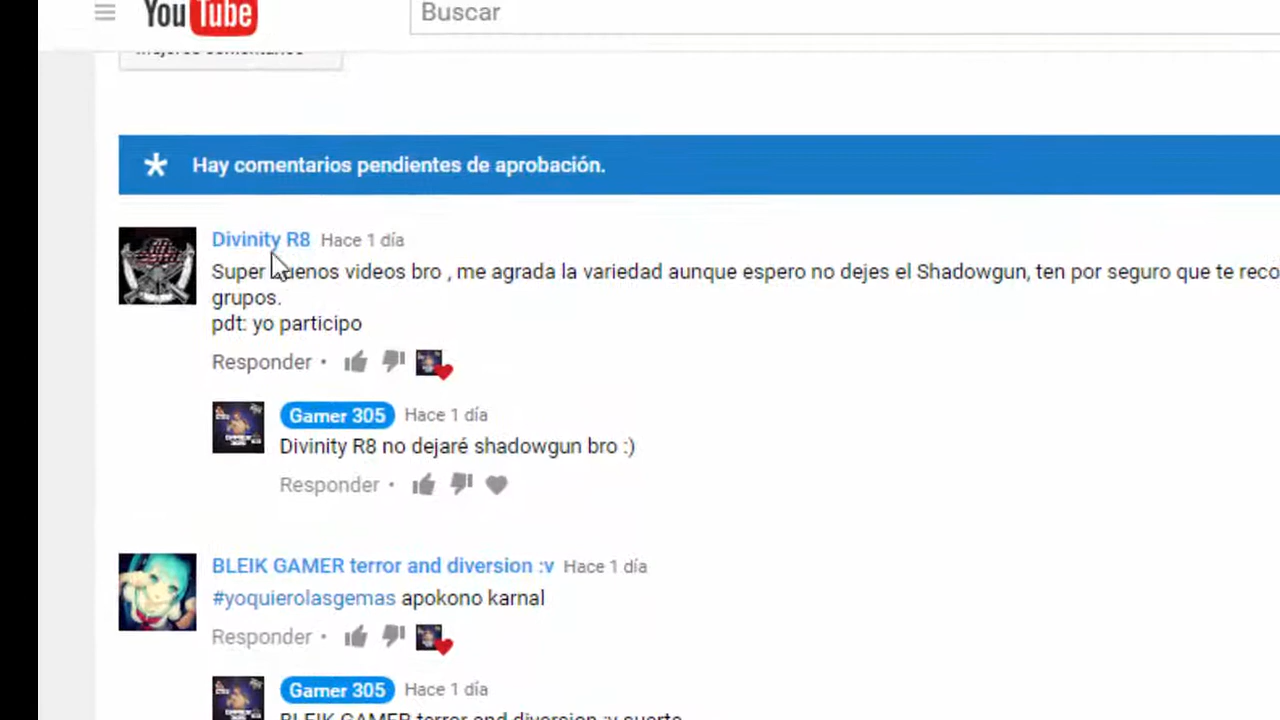 YouTube
Buscar
Mejores comentarios
Hay comentarios pendientes de aprobación.
Divinity R8 Hace 1 día
Super buenos videos bro , me agrada la variedad aunque espero no dejes el Shadowgun, ten por seguro que te reco
grupos.
pdt: yo participo
Responder •
Gamer 305 Hace 1 día
Divinity R8 no dejaré shadowgun bro :)
Responder •
BLEIK GAMER terror and diversion :v Hace 1 día
#yoquierolasgemas apokono karnal
Responder •
Gamer 305 Hace 1 día
BLEIK GAMER terror and diversion :v suerte